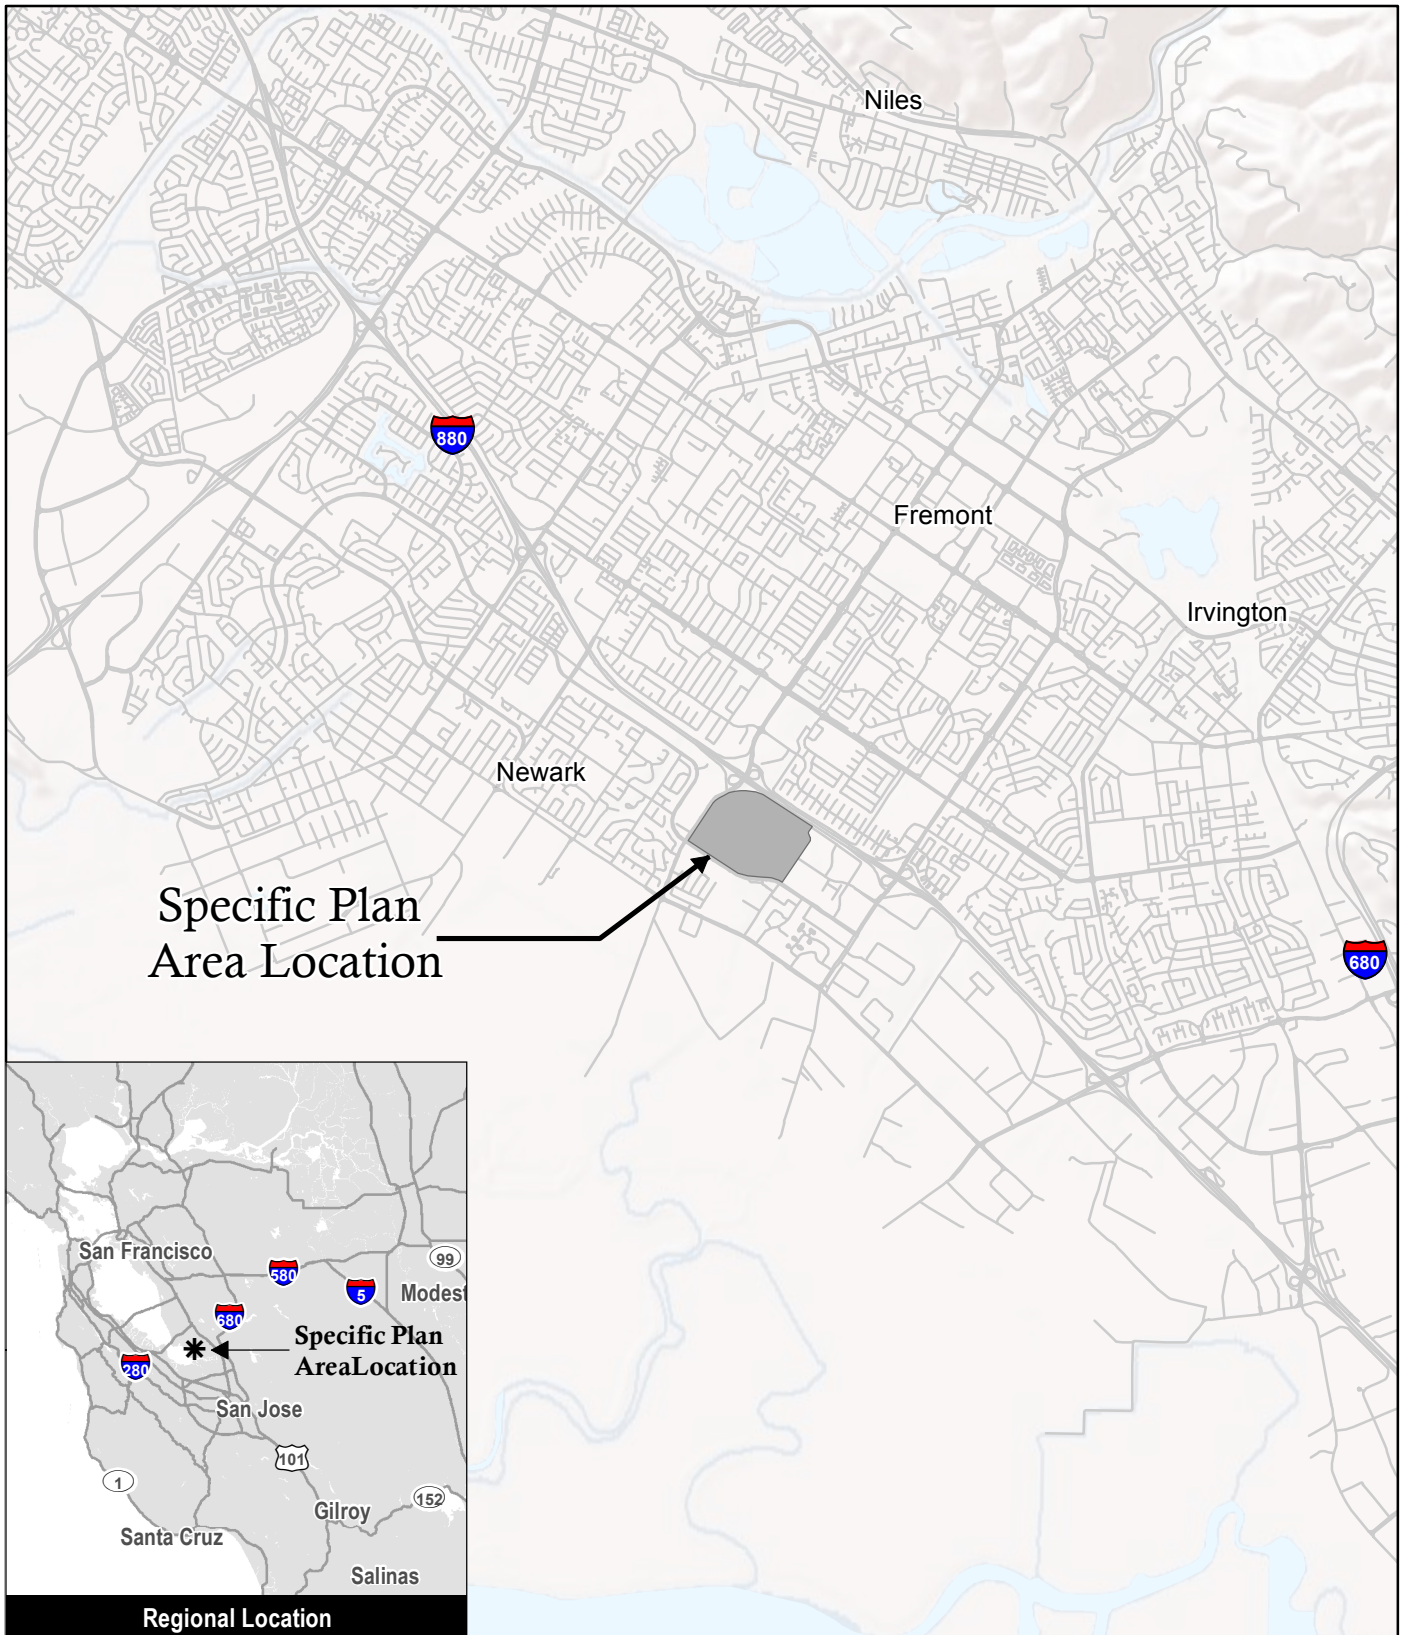 Niles
880
Fremont
Irvington
Newark
Specific Plan
Area Location
680
San Francisco
99
580
5
Modest
680
Specific Plan
AreaLocation
280
San Jose
101
1
152
Gilroy
Santa Cruz
Salinas
Regional Location